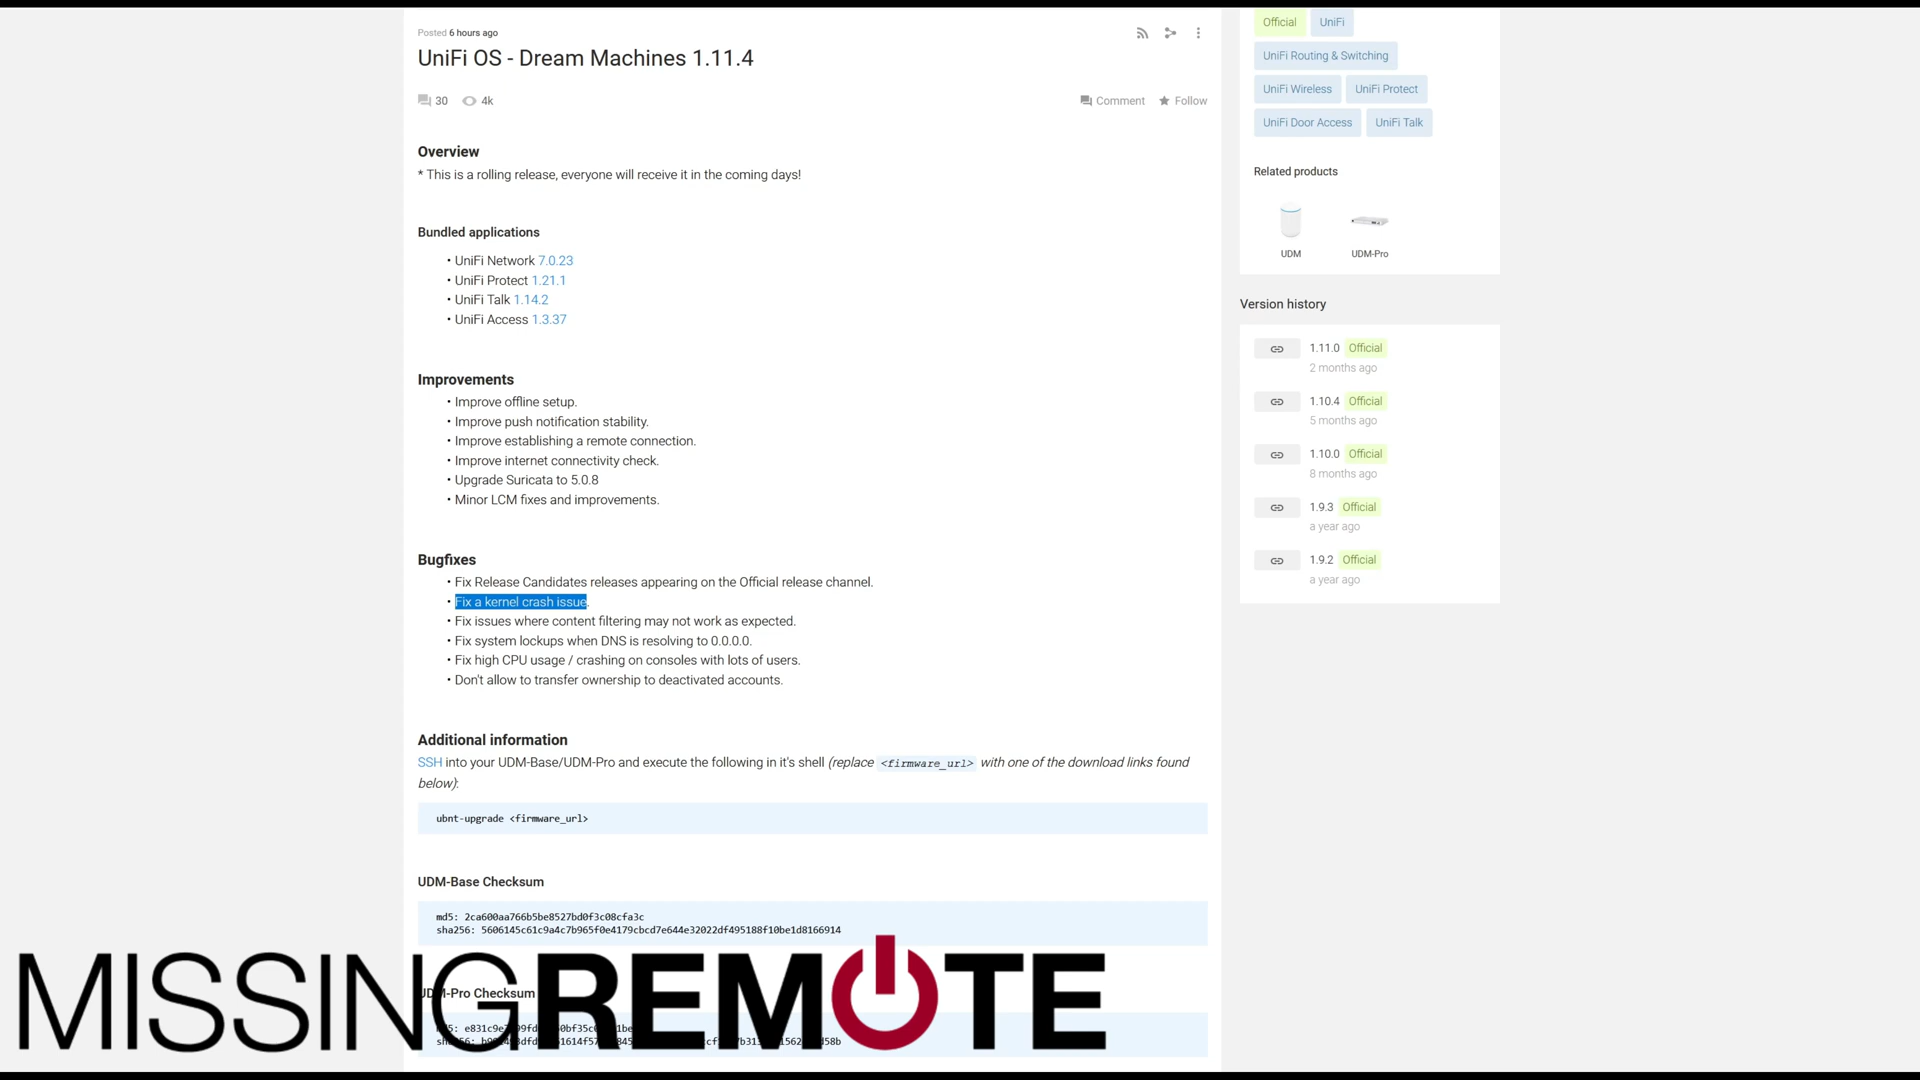 Posted 6 hours ago
UniFi OS - Dream Machines 1.11.4
30 4k
Comment Follow
Overview
* This is a rolling release, everyone will receive it in the coming days!
Bundled applications
• UniFi Network 7.0.23
• UniFi Protect 1.21.1
• UniFi Talk 1.14.2
• UniFi Access 1.3.37
Improvements
• Improve offline setup.
• Improve push notification stability.
• Improve establishing a remote connection.
• Improve internet connectivity check.
• Upgrade Suricata to 5.0.8
• Minor LCM fixes and improvements.
Bugfixes
• Fix Release Candidates releases appearing on the Official release channel.
• Fix a kernel crash issue.
• Fix issues where content filtering may not work as expected.
• Fix system lockups when DNS is resolving to 0.0.0.0.
• Fix high CPU usage / crashing on consoles with lots of users.
• Don't allow to transfer ownership to deactivated accounts.
Additional information
SSH into your UDM-Base/UDM-Pro and execute the following in it's shell (replace <firmware_url> with one of the download links found
below):
ubnt-upgrade <firmware_url>
UDM-Base Checksum
md5: 2ca600aa766b5be8527bd0f3c08cfa3c
sha256: 5606145c61c9a4c7b965f0e4179cbcd7e644e32022df495188f10be1d8166914
UDM-Pro Checksum
MISSINGREMOTE
Official UniFi
UniFi Routing & Switching
UniFi Wireless UniFi Protect
UniFi Door Access UniFi Talk
Related products
UDM UDM-Pro
Version history
1.11.0 Official
2 months ago
1.10.4 Official
5 months ago
1.10.0 Official
8 months ago
1.9.3 Official
a year ago
1.9.2 Official
a year ago